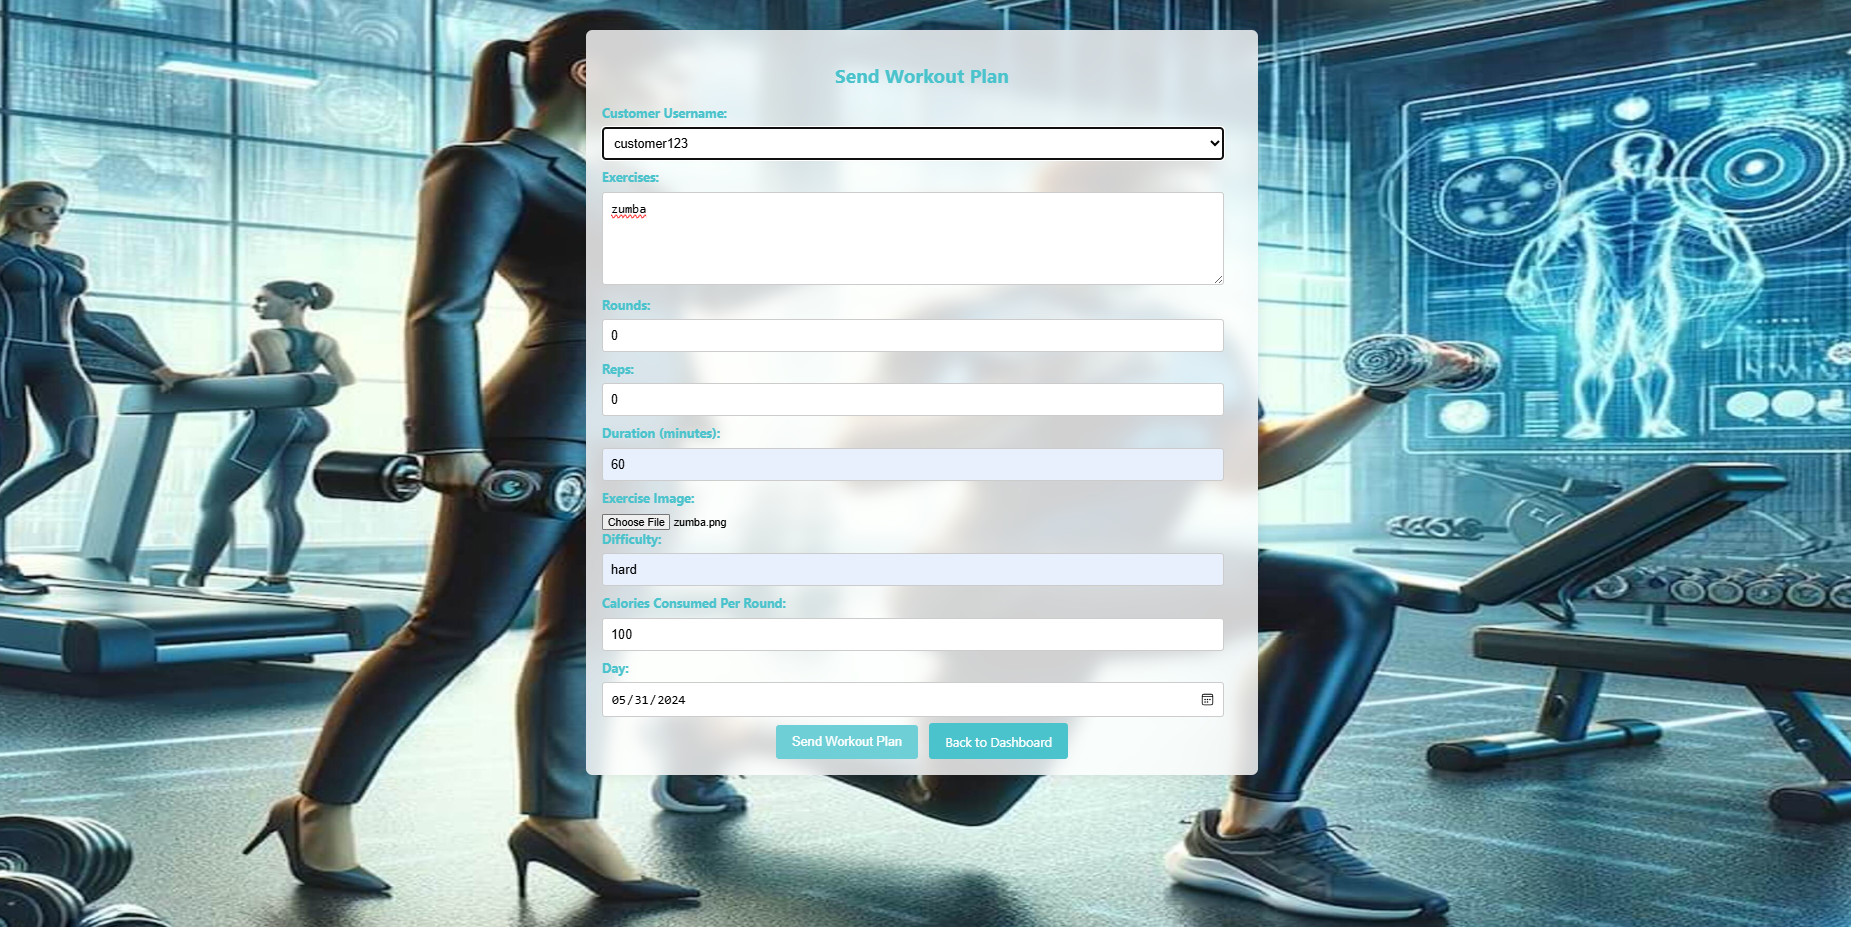 Send Workout Plan
Customer Username:
customer123
Exercises:
zumba
Rounds:
0
Reps:
0
Duration (minutes):
60
Exercise Image:
Choose File zumba.png
Difficulty:
hard
Calories Consumed Per Round:
100
Day:
05/31/2024
Send Workout Plan Back to Dashboard